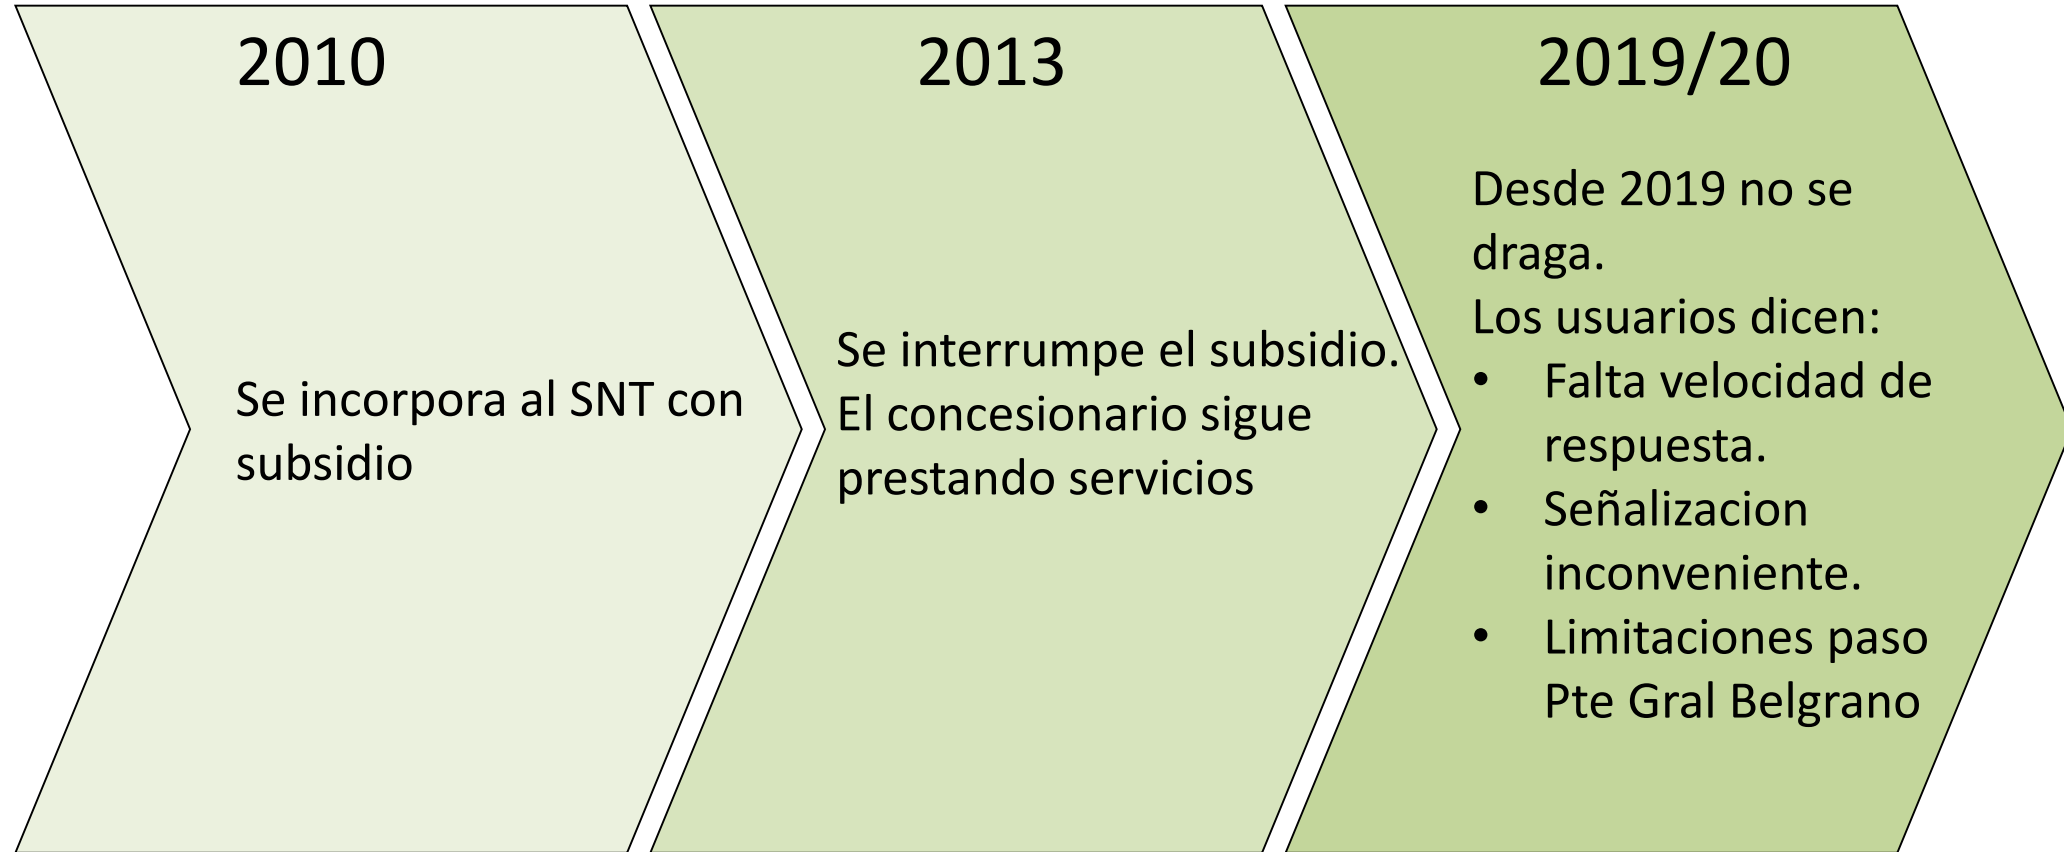 2010
Se incorpora al SNT con
subsidio
2013
Se interrumpe el subsidio.
El concesionario sigue
prestando servicios
2019/20
Desde 2019 no se
draga.
Los usuarios dicen:
• Falta velocidad de
respuesta.
• Señalizacion
inconveniente.
• Limitaciones paso
Pte Gral Belgrano